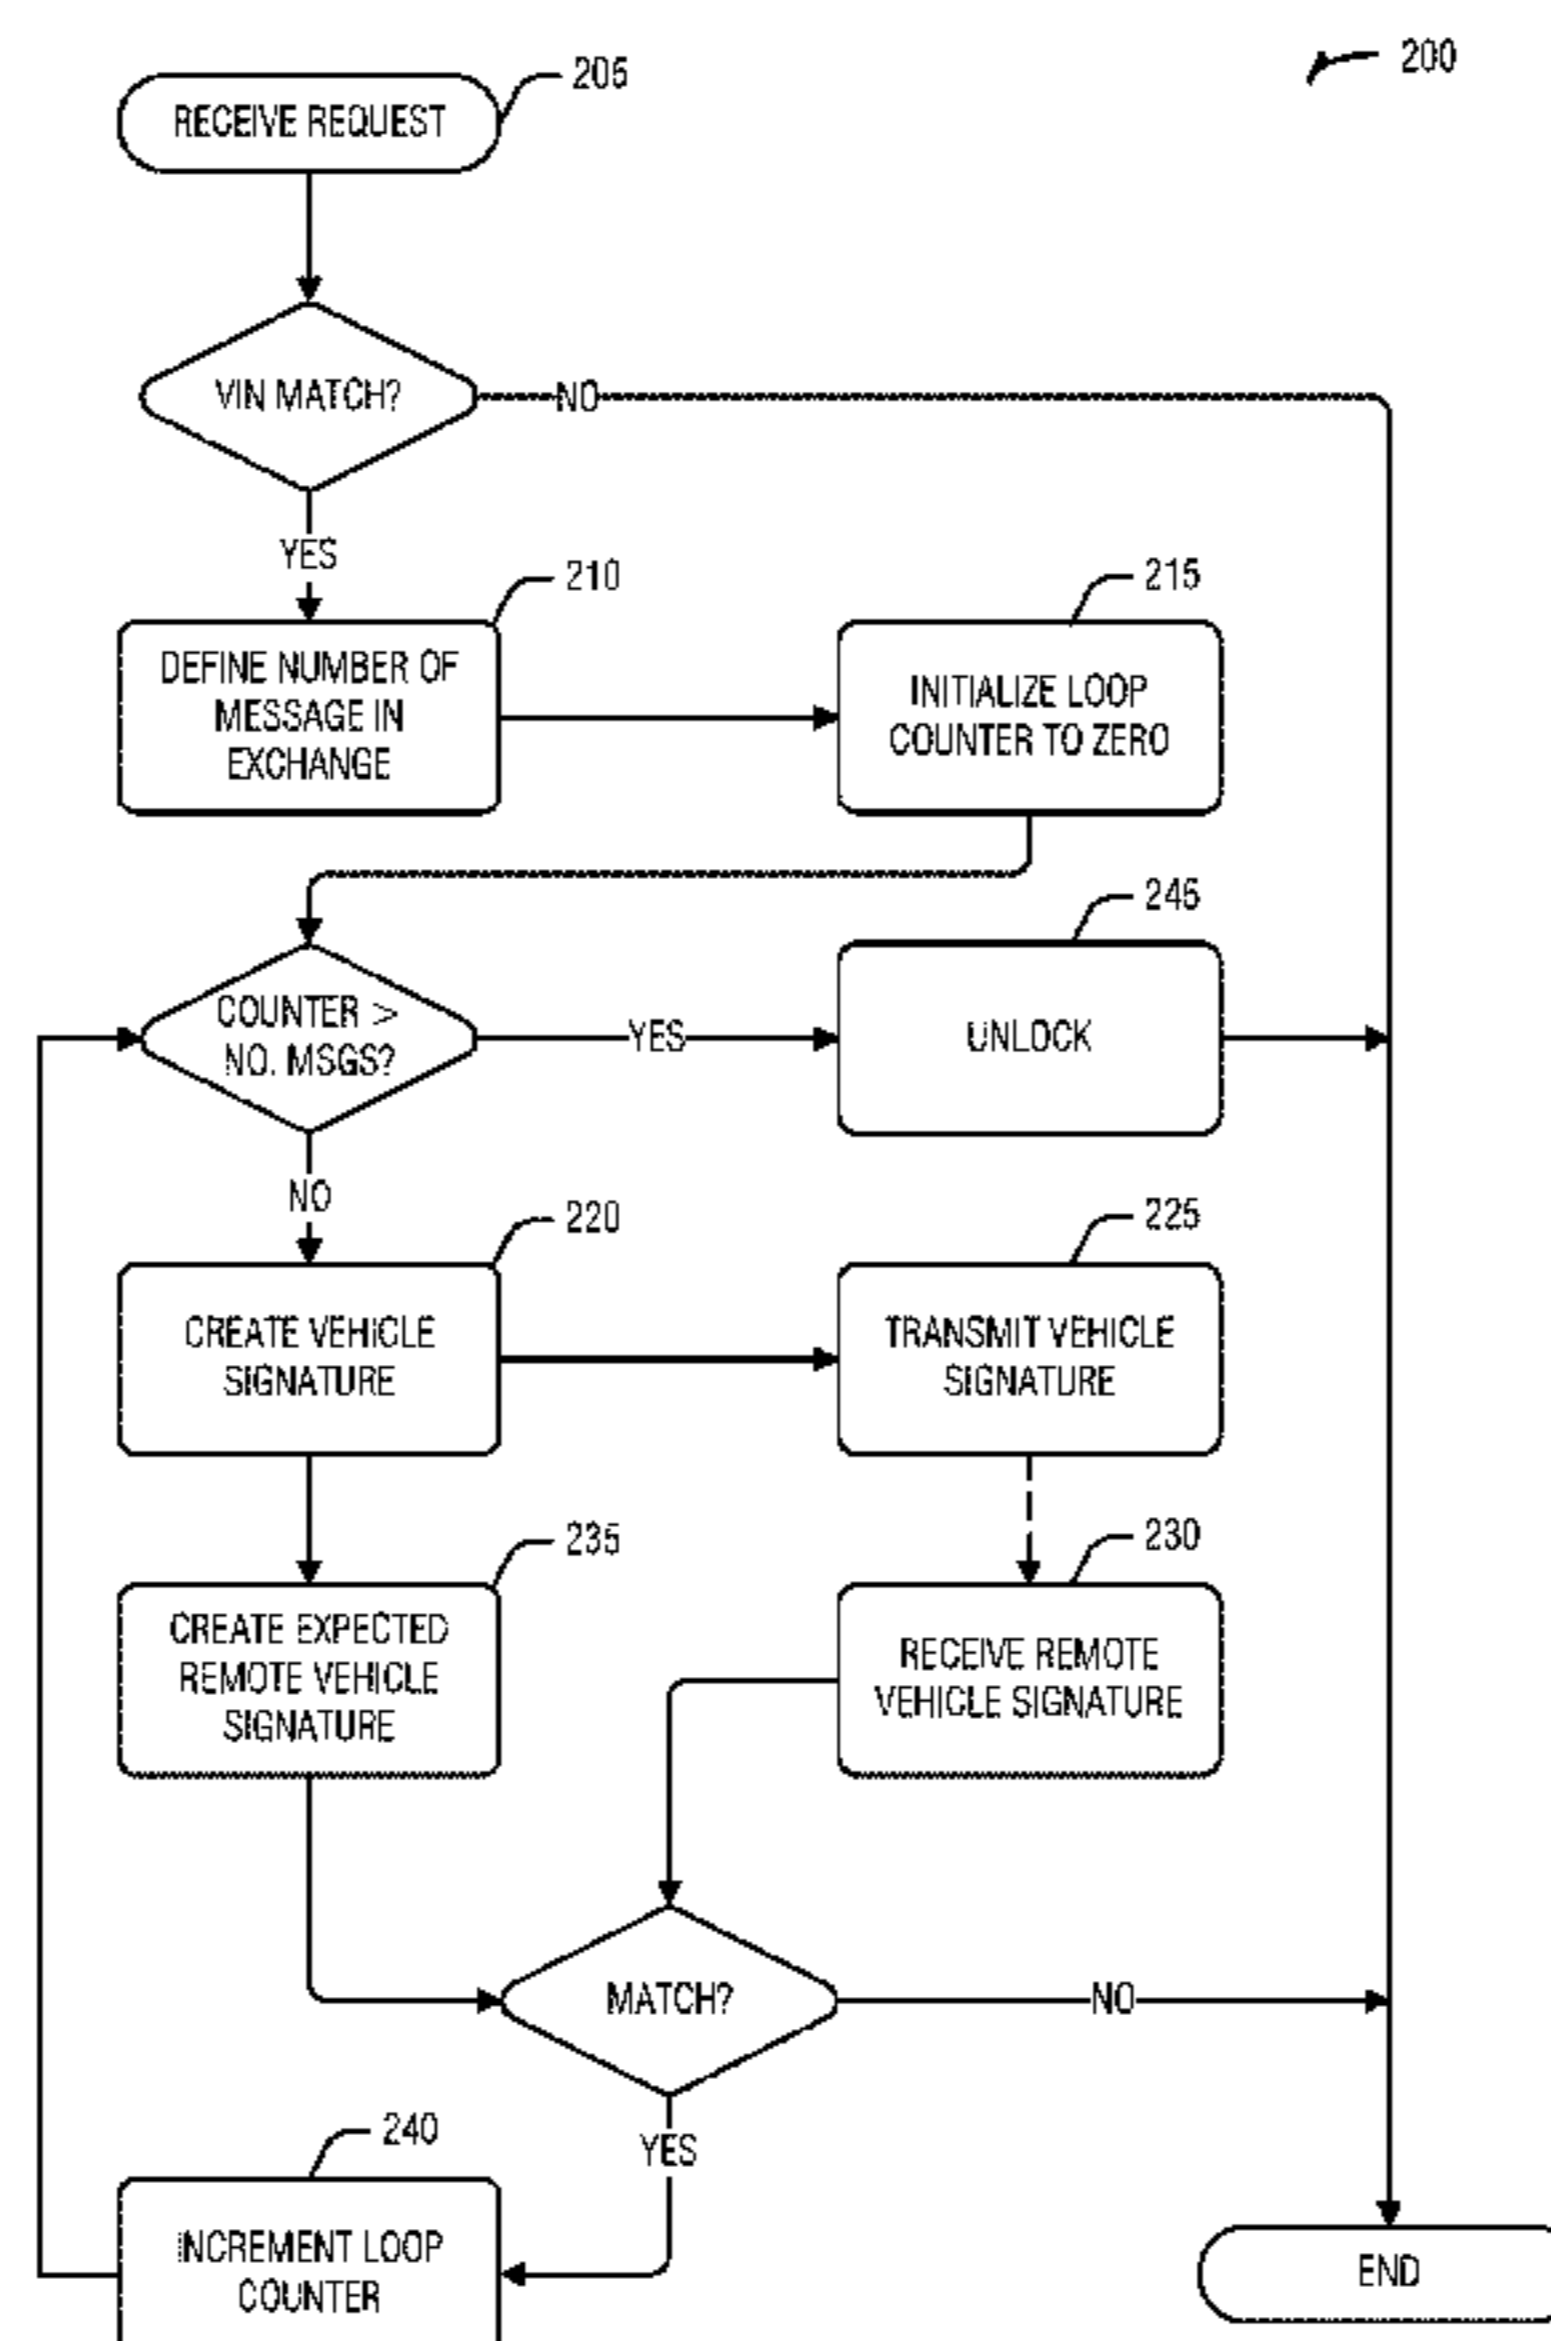 200
205
RECEIVE REQUEST
VIN MATCH?
NO
YES
210
DEFINE NUMBER OF
MESSAGE IN
EXCHANGE
215
INITIALIZE LOOP
COUNTER TO ZERO
COUNTER >
NO. MSGS?
YES
245
UNLOCK
NO
220
CREATE VEHICLE
SIGNATURE
225
TRANSMIT VEHICLE
SIGNATURE
235
CREATE EXPECTED
REMOTE VEHICLE
SIGNATURE
230
RECEIVE REMOTE
VEHICLE SIGNATURE
MATCH?
NO
YES
240
INCREMENT LOOP
COUNTER
END